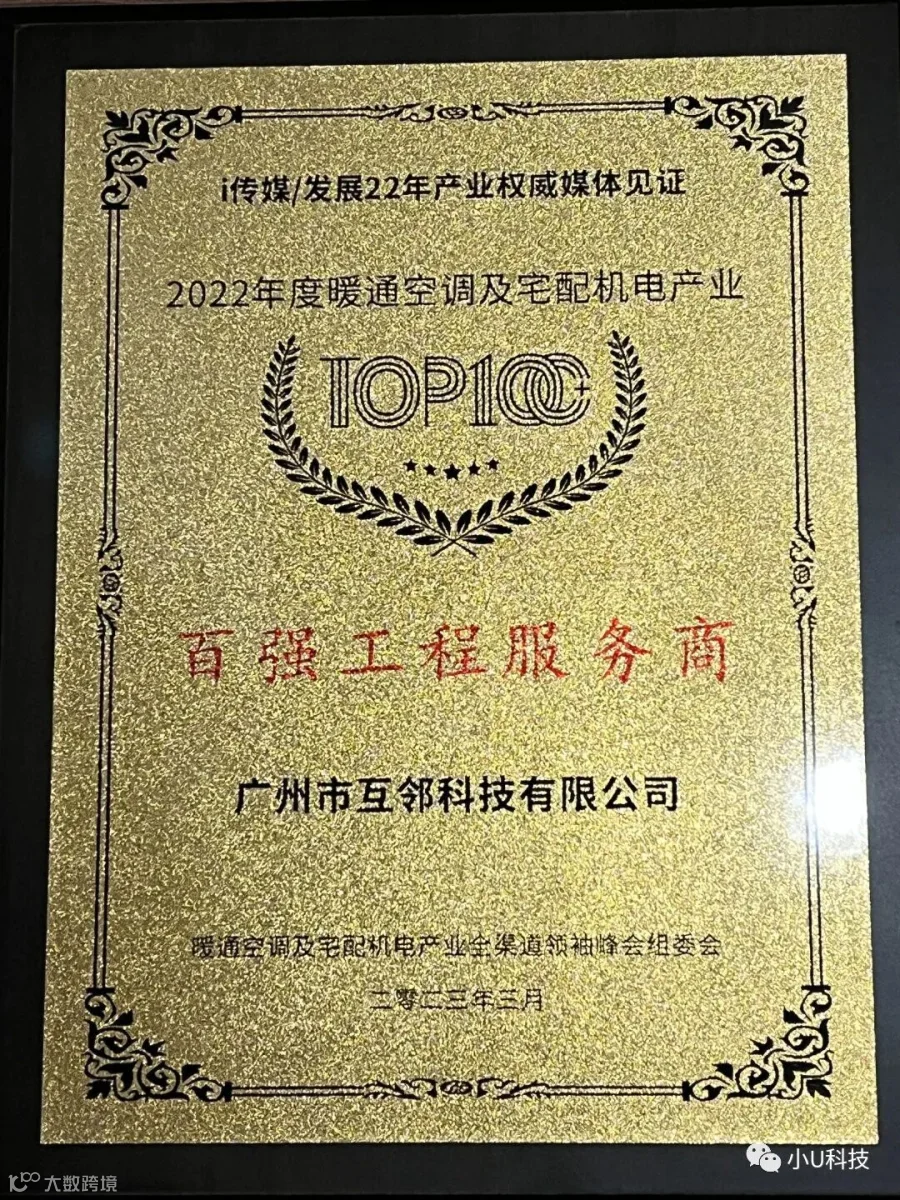 i传媒/发展22年产业权威媒体见证
2022年度暖通空调及宅配机电产业
TOP100+
百强工程服务商
广州市互邻科技有限公司
暖通空调及宅配机电产业全渠道领袖峰会组委会
二零二三年三月
小U科技
大数跨境